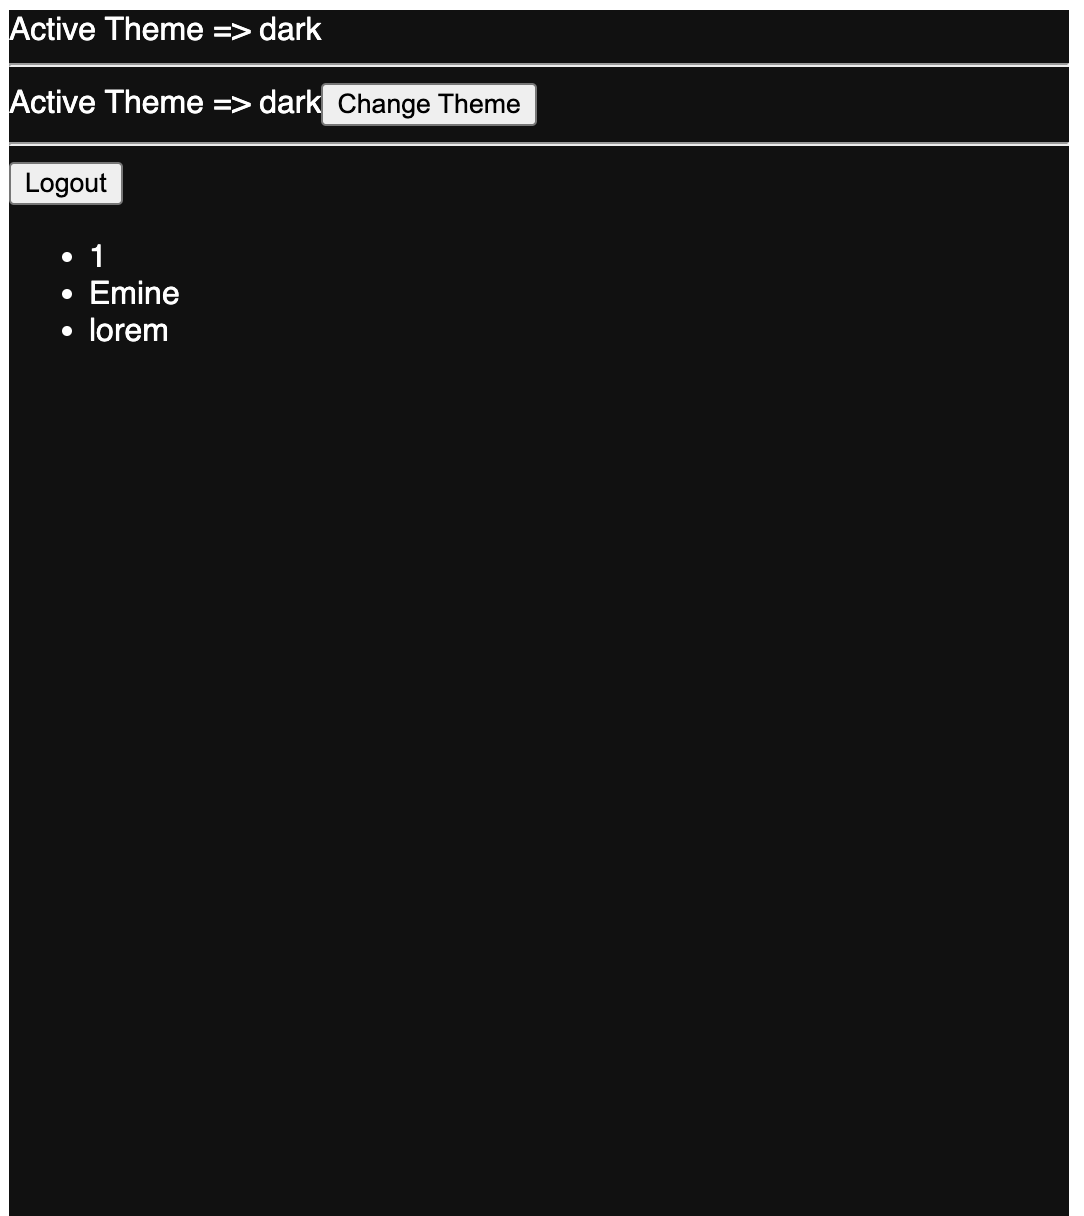 Active Theme => dark
Active Theme => dark Change Theme
Logout
• 1
• Emine
• lorem